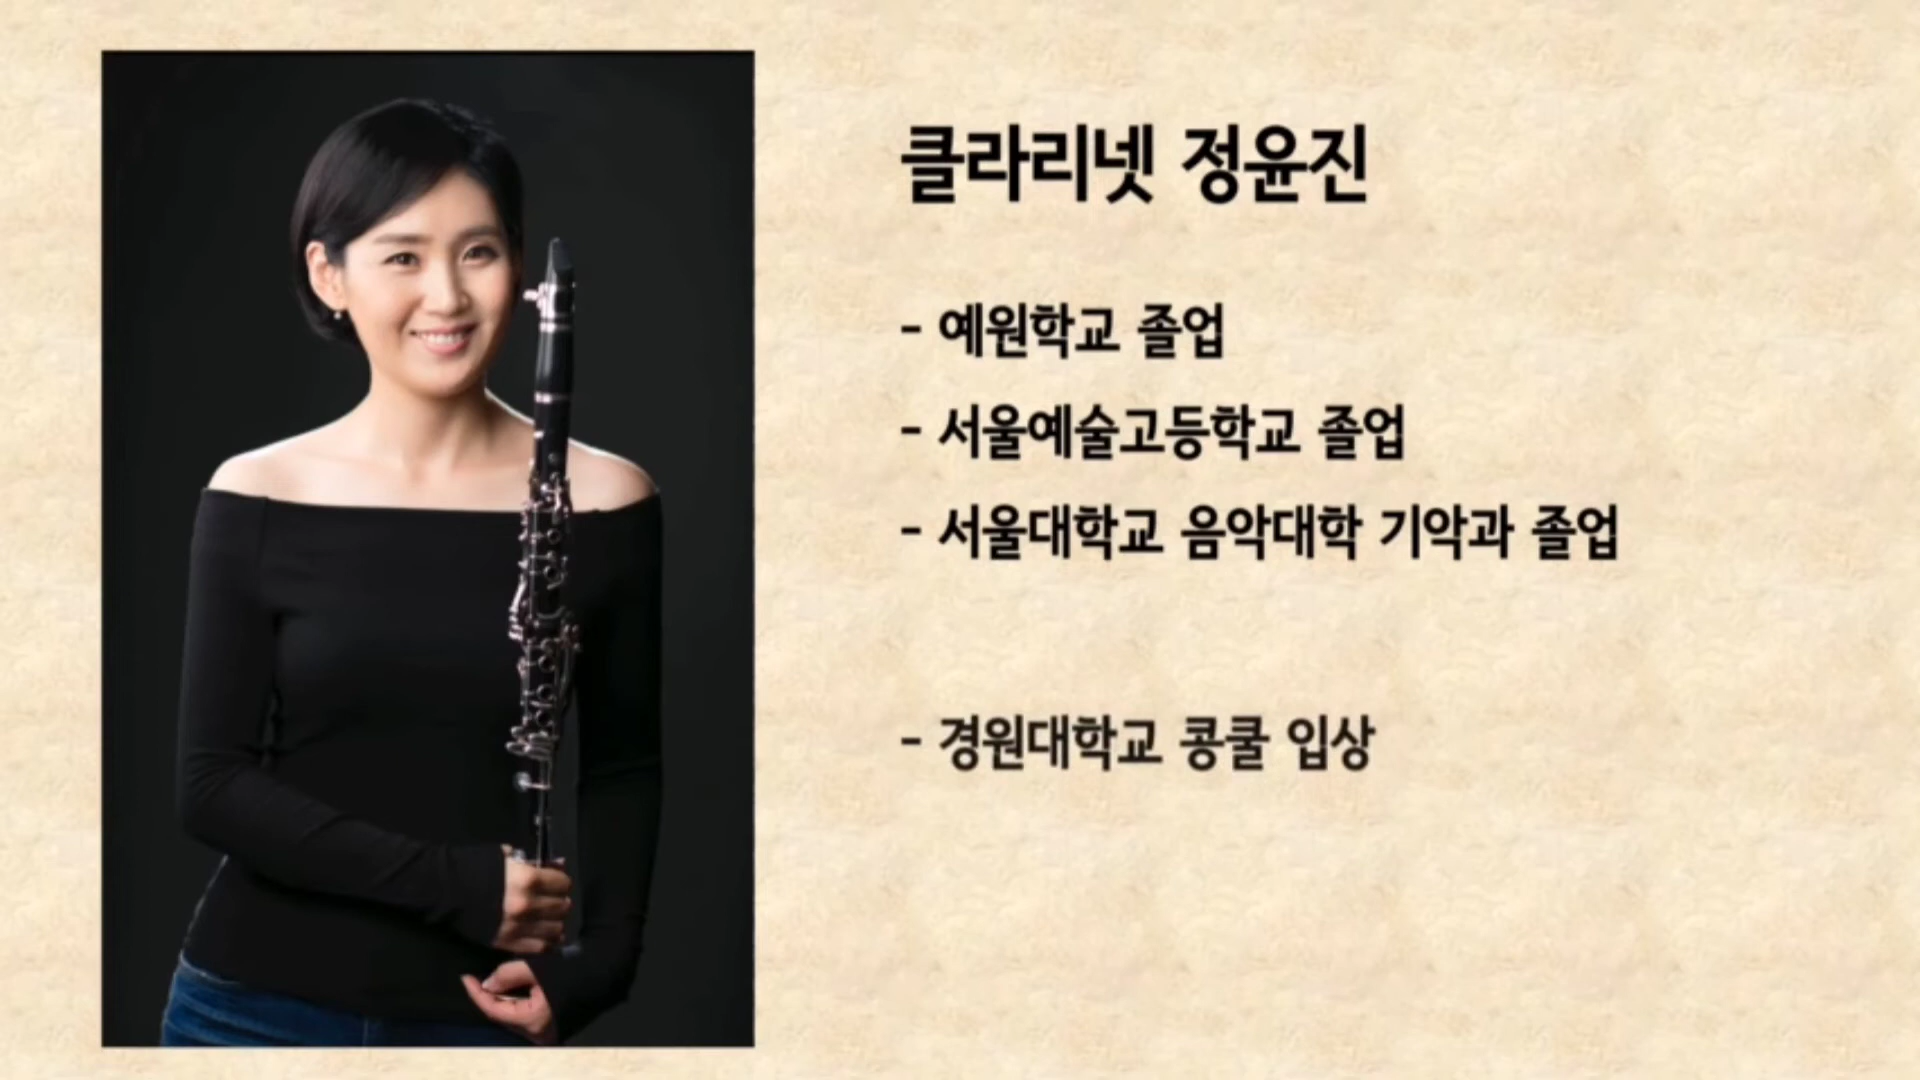 클라리넷 정윤진
- 예원학교 졸업
- 서울예술고등학교 졸업
- 서울대학교 음악대학 기악과 졸업
- 경원대학교 콩쿨 입상